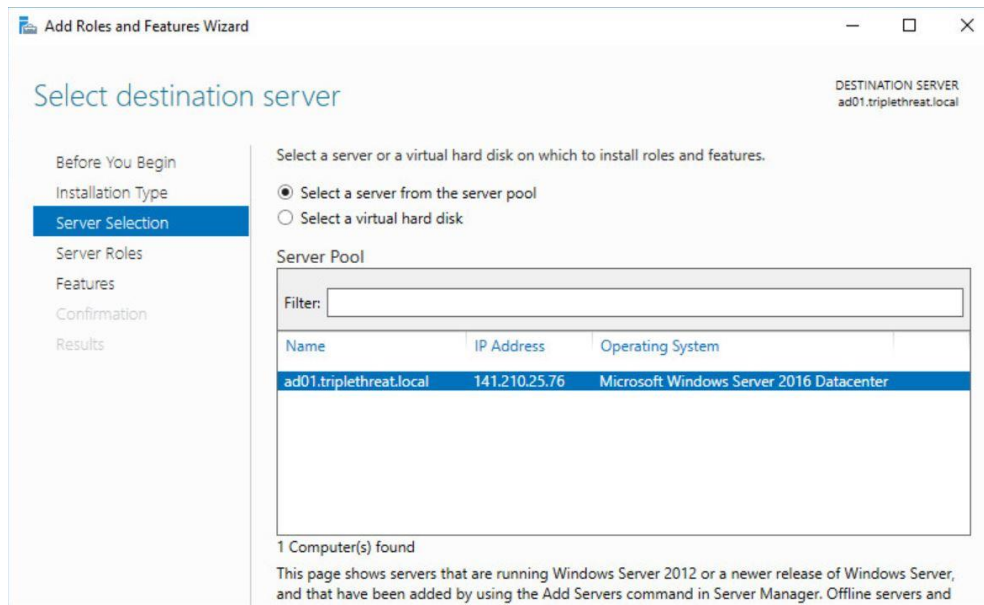 Add Roles and Features Wizard
Select destination server
DESTINATION SERVER
ad01.triplethreat.local
Before You Begin
Installation Type
Server Selection
Server Roles
Features
Confirmation
Results
Select a server or a virtual hard disk on which to install roles and features.
Select a server from the server pool
Select a virtual hard disk
Server Pool
Filter:
Name IP Address Operating System
ad01.triplethreat.local 141.210.25.76 Microsoft Windows Server 2016 Datacenter
1 Computer(s) found
This page shows servers that are running Windows Server 2012 or a newer release of Windows Server,
and that have been added by using the Add Servers command in Server Manager. Offline servers and